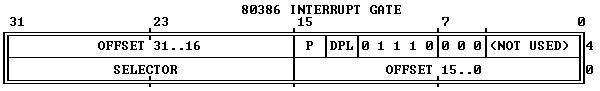 80386 INTERRUPT GATE
31 23 15 7 0
OFFSET 31..16 P DPL 0 1 1 1 0 0 0 0 (NOT USED) 4
SELECTOR OFFSET 15..0 0